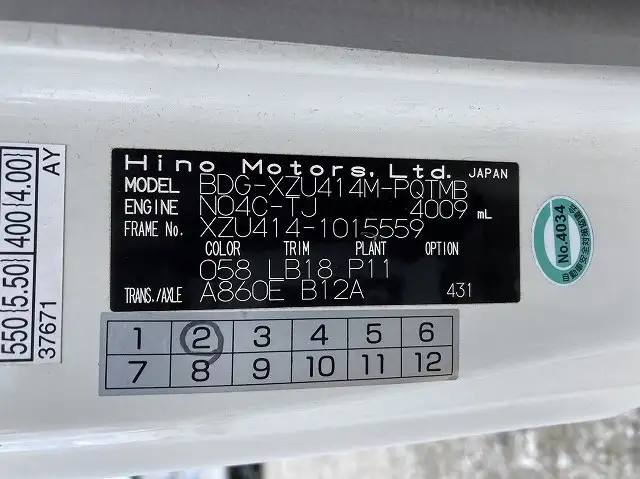 Hino Motors, Ltd. JAPAN
MODEL BDG-XZU414M-PQTMB
ENGINE N04C-TJ 4009 mL
FRAME No. XZU414-1015559
COLOR TRIM PLANT OPTION
058 LB18 P11
TRANS./AXLE A860E B12A 431
1 2 3 4 5 6
7 8 9 10 11 12
550(5.50) 400(4.00)
37671 AY
No.4034